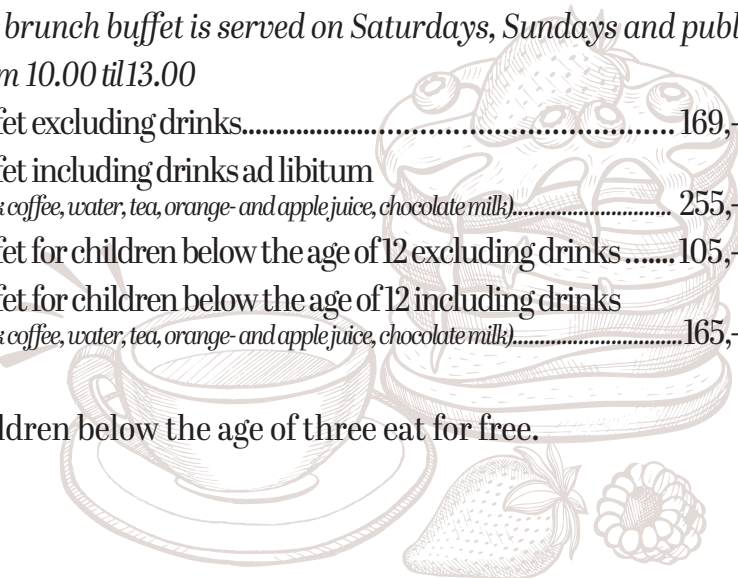 brunch buffet is served on Saturdays, Sundays and publ
m 10.00 til 13.00
fet excluding drinks.......................................................................... 169,-
fet including drinks ad libitum
k coffee, water, tea, orange- and apple juice, chocolate milk)....................................... 255,-
fet for children below the age of 12 excluding drinks ....... 105,-
fet for children below the age of 12 including drinks
k coffee, water, tea, orange- and apple juice, chocolate milk)..........................................165,-
ldren below the age of three eat for free.